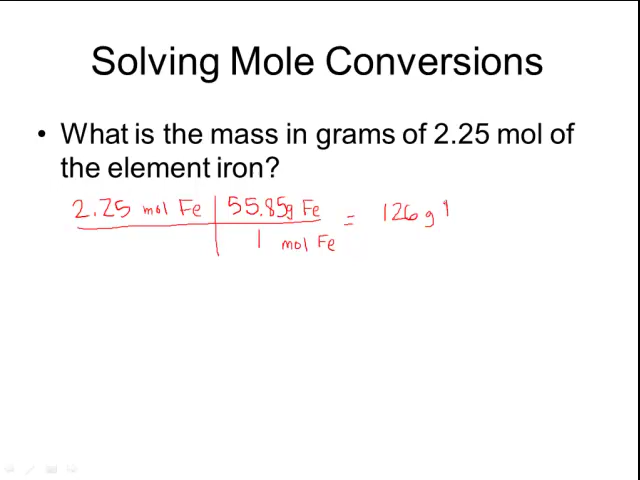 Solving Mole Conversions
• What is the mass in grams of 2.25 mol of
the element iron?
2.25 mol Fe | 55.85g Fe = 126 g
1 mol Fe